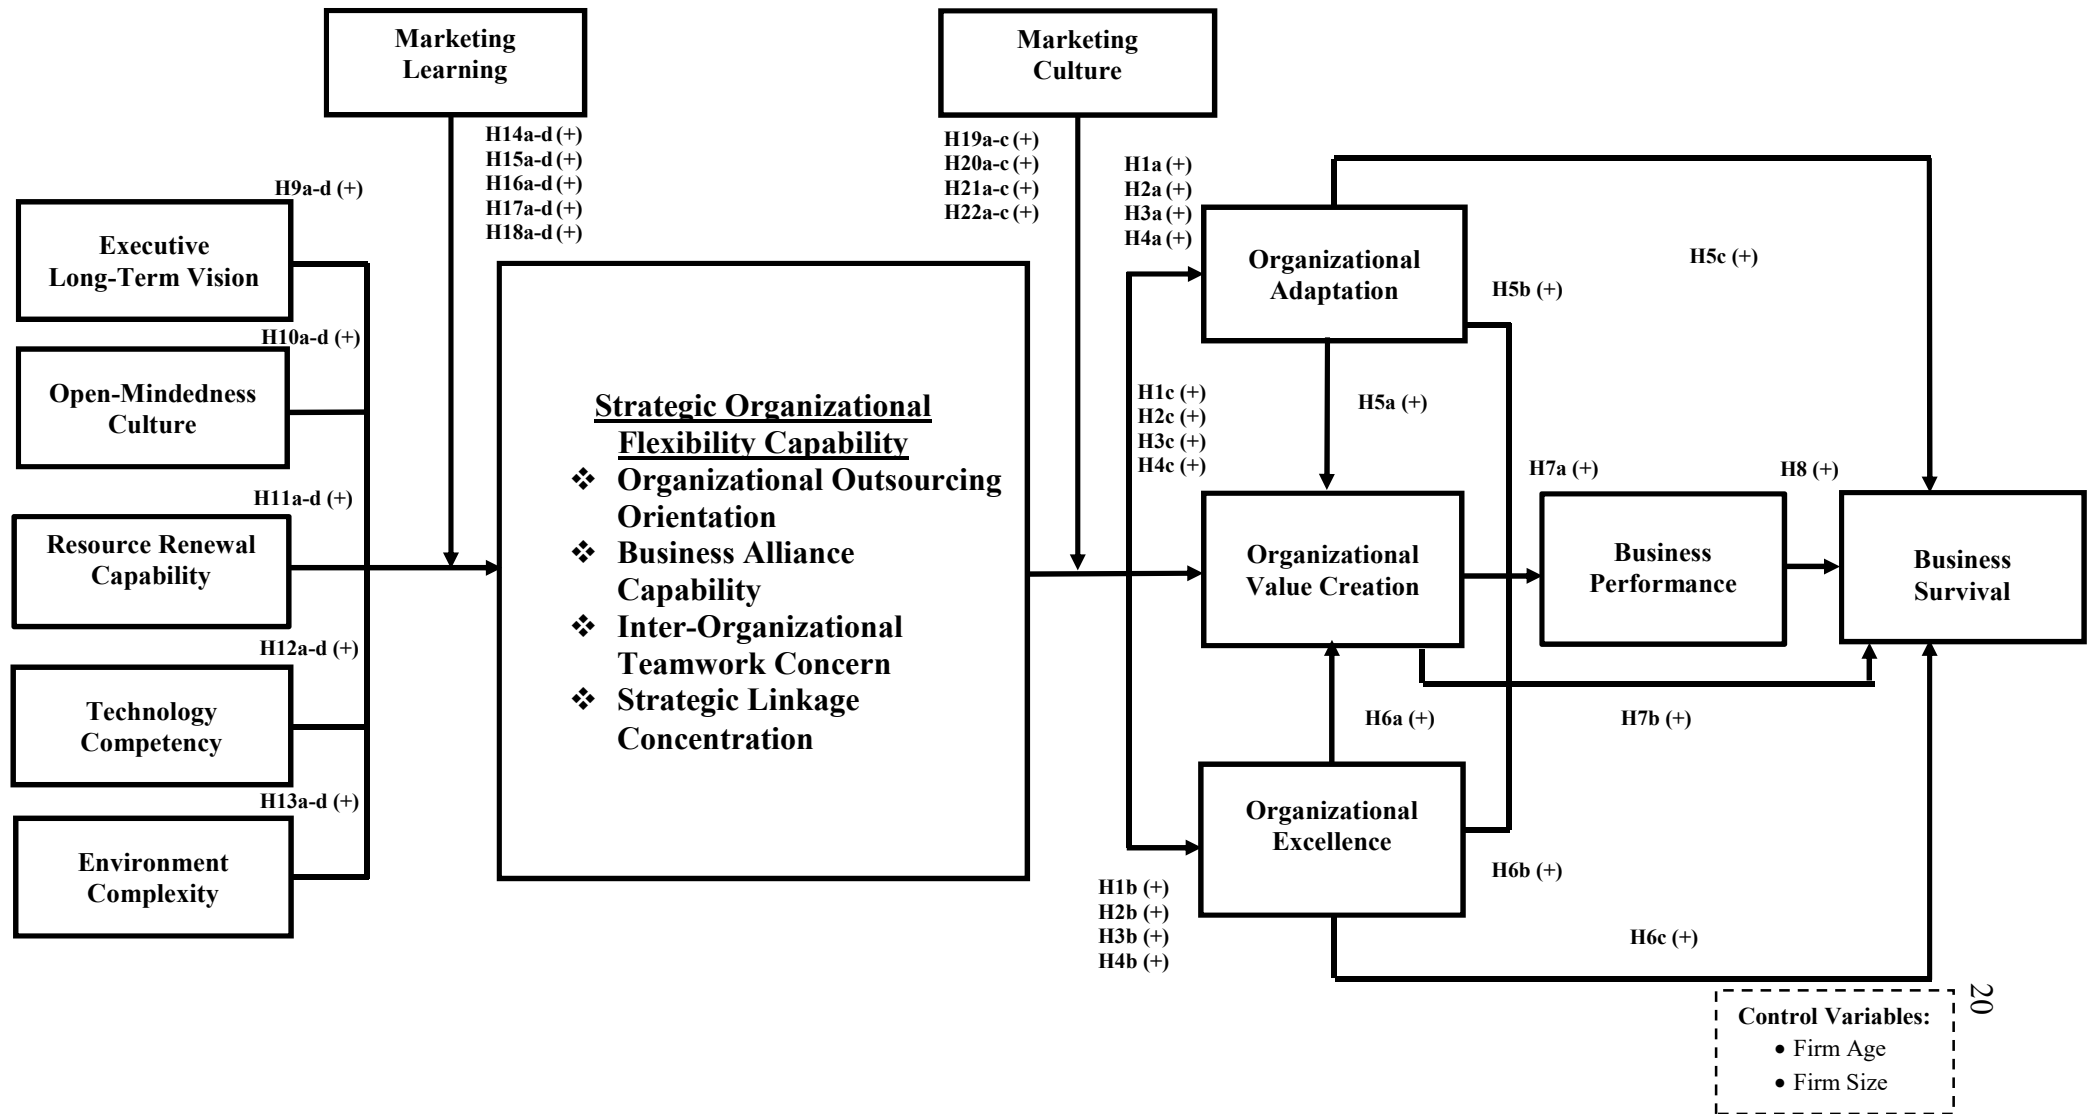 Marketing
Learning
Marketing
Culture
H14a-d (+)
H15a-d (+)
H16a-d (+)
H17a-d (+)
H18a-d (+)
H19a-c (+)
H20a-c (+)
H21a-c (+)
H22a-c (+)
H1a (+)
H2a (+)
H3a (+)
H4a (+)
H9a-d (+)
Executive
Long-Term Vision
H10a-d (+)
Open-Mindedness
Culture
H11a-d (+)
Resource Renewal
Capability
H12a-d (+)
Technology
Competency
H13a-d (+)
Environment
Complexity
Strategic Organizational
Flexibility Capability
❖ Organizational Outsourcing
Orientation
❖ Business Alliance
Capability
❖ Inter-Organizational
Teamwork Concern
❖ Strategic Linkage
Concentration
Organizational
Adaptation
H5b (+)
H5c (+)
H1c (+)
H2c (+)
H3c (+)
H4c (+)
H5a (+)
H7a (+)
H8 (+)
Organizational
Value Creation
Business
Performance
Business
Survival
H6a (+)
H7b (+)
Organizational
Excellence
H6b (+)
H1b (+)
H2b (+)
H3b (+)
H4b (+)
H6c (+)
20
Control Variables:
• Firm Age
• Firm Size